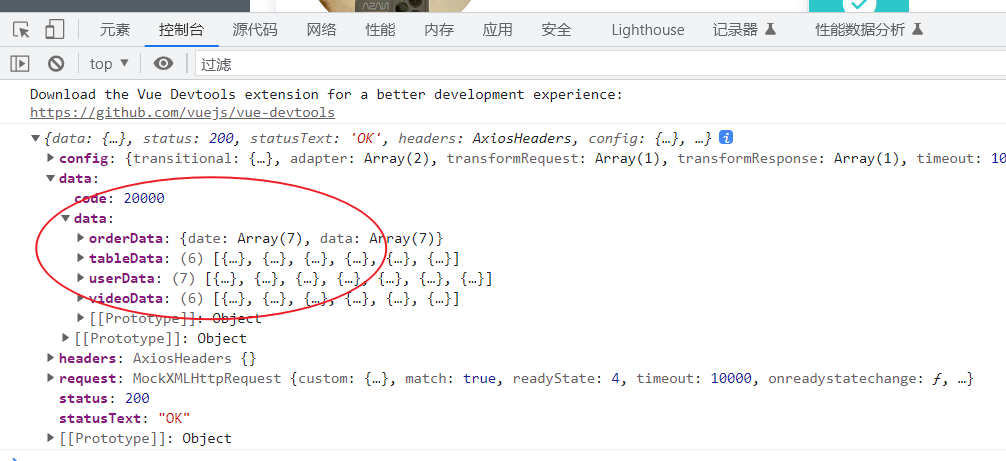 元素 控制台 源代码 网络 性能 内存 应用 安全 Lighthouse 记录器 性能数据分析
top 过滤
Download the Vue Devtools extension for a better development experience:
https://github.com/vuejs/vue-devtools
{data: {…}, status: 200, statusText: 'OK', headers: AxiosHeaders, config: {…}, …}
config: {transitional: {…}, adapter: Array(2), transformRequest: Array(1), transformResponse: Array(1), timeout: 10
data:
code: 20000
data:
orderData: {date: Array(7), data: Array(7)}
tableData: (6) [{…}, {…}, {…}, {…}, {…}, {…}]
userData: (7) [{…}, {…}, {…}, {…}, {…}, {…}, {…}]
videoData: (6) [{…}, {…}, {…}, {…}, {…}, {…}]
[[Prototype]]: Object
[[Prototype]]: Object
headers: AxiosHeaders {}
request: MockXMLHttpRequest {custom: {…}, match: true, readyState: 4, timeout: 10000, onreadystatechange: ƒ, …}
status: 200
statusText: "OK"
[[Prototype]]: Object